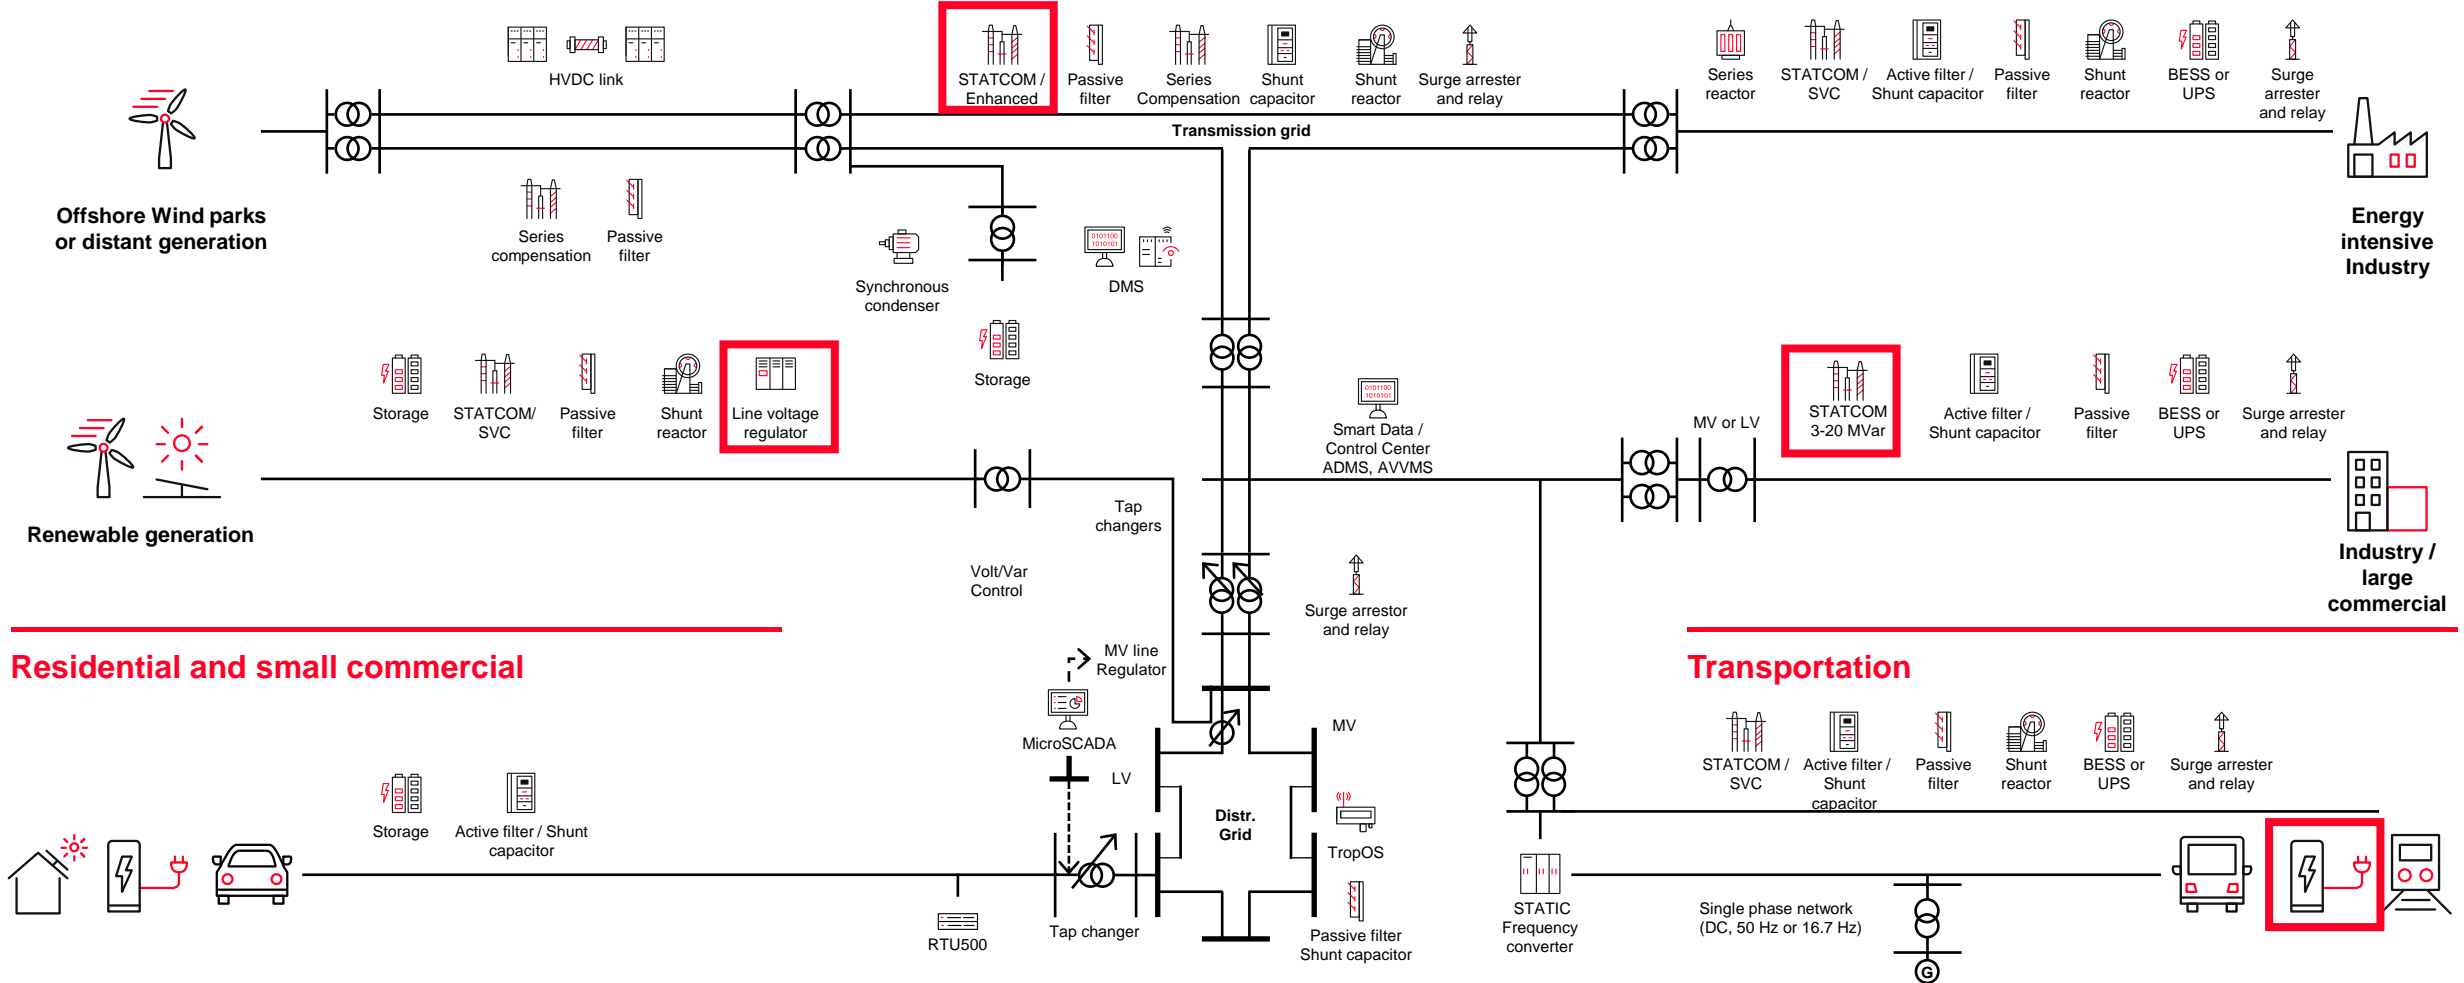 HVDC link
STATCOM /
Enhanced
Passive
filter
Series
Compensation
Shunt
capacitor
Shunt
reactor
Surge arrester
and relay
Series
reactor
STATCOM /
SVC
Active filter /
Shunt capacitor
Passive
filter
Shunt
reactor
BESS or
UPS
Surge
arrester
and relay
Transmission grid
Offshore Wind parks
or distant generation
Series
compensation
Passive
filter
Synchronous
condenser
0101100
1010101
DMS
Energy
intensive
Industry
Storage
Storage
STATCOM/
SVC
Passive
filter
Shunt
reactor
Line voltage
regulator
0101100
1010101
Smart Data /
Control Center
ADMS, AVVMS
MV or LV
STATCOM
3-20 MVar
Active filter /
Shunt capacitor
Passive
filter
BESS or
UPS
Surge arrester
and relay
Renewable generation
Tap
changers
Volt/Var
Control
Surge arrestor
and relay
Industry /
large
commercial
Residential and small commercial
MV line
Regulator
Transportation
MicroSCADA
LV
MV
Storage
Active filter / Shunt
capacitor
Distr.
Grid
TropOS
STATCOM /
SVC
Active filter /
Shunt
capacitor
Passive
filter
Shunt
reactor
BESS or
UPS
Surge arrester
and relay
RTU500
Tap changer
Passive filter
Shunt capacitor
STATIC
Frequency
converter
Single phase network
(DC, 50 Hz or 16.7 Hz)
G